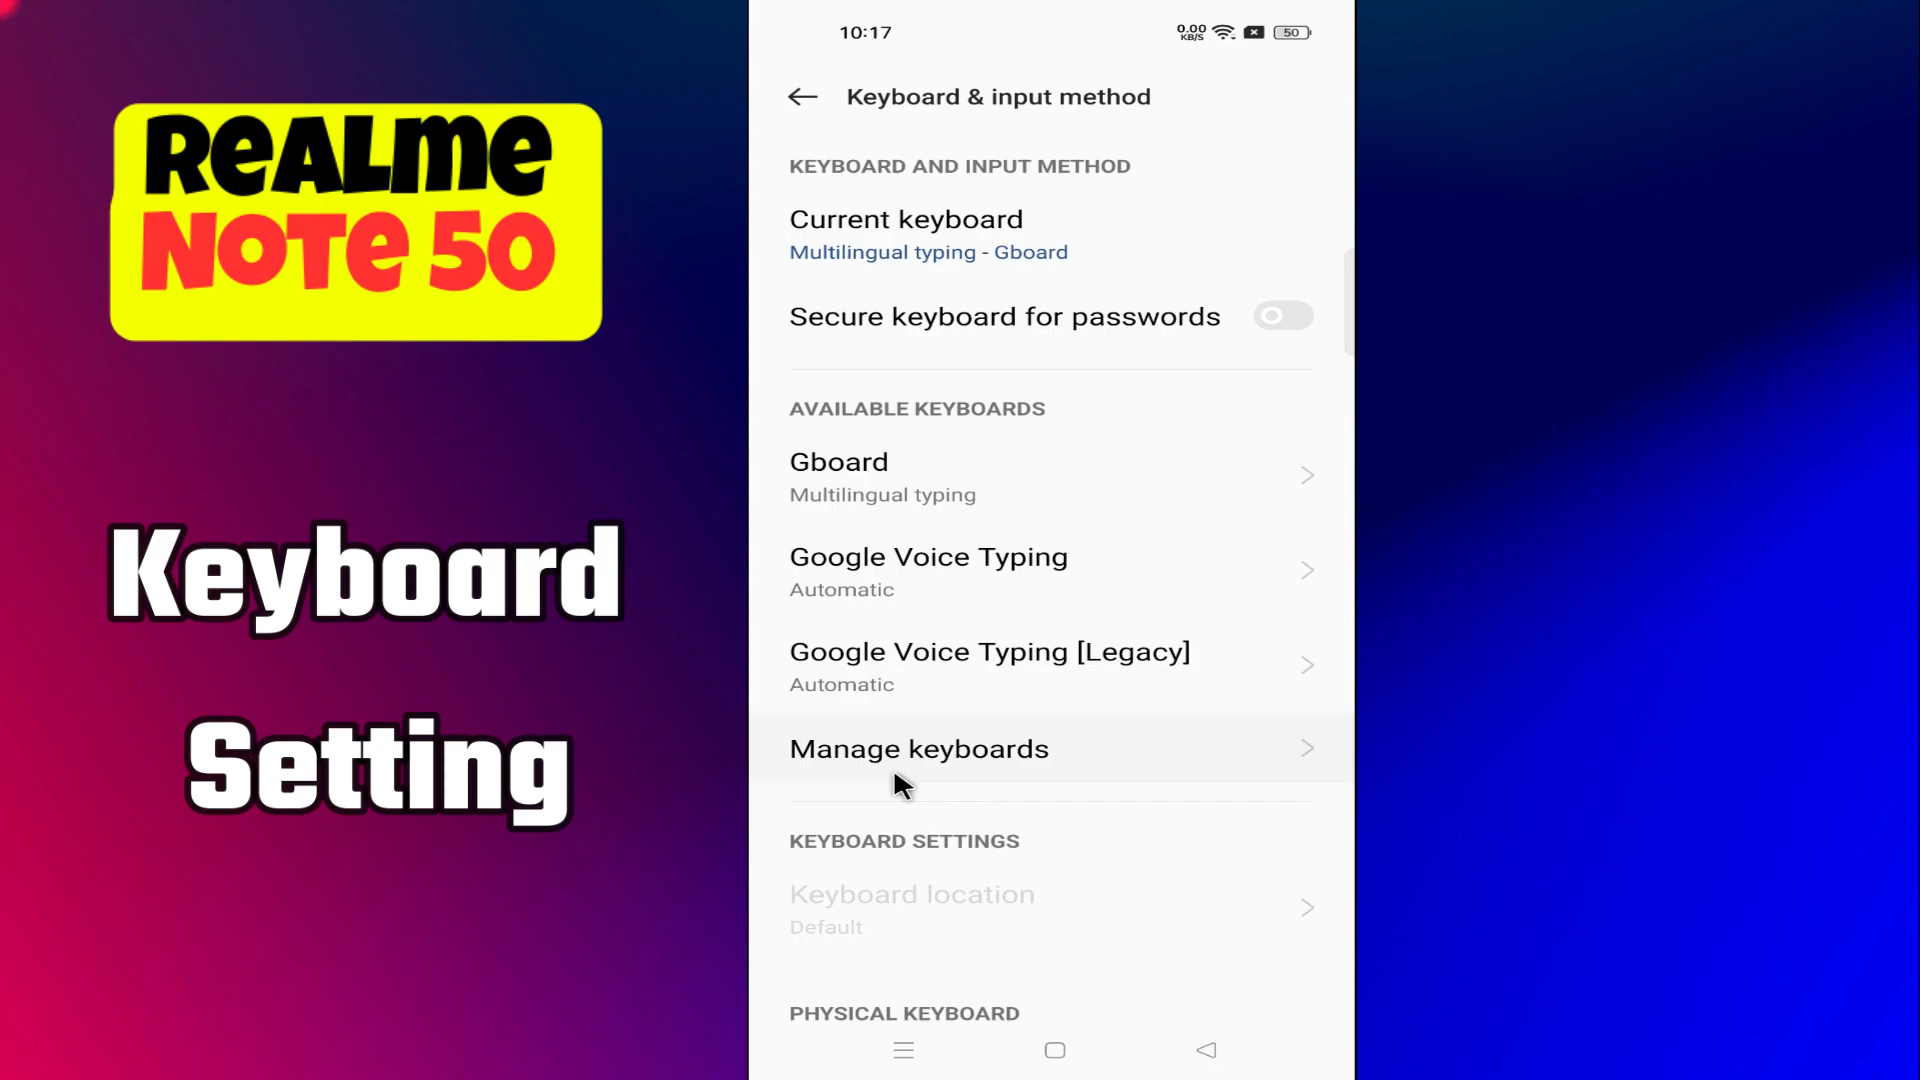 Realme
Note 50
Keyboard
Setting
10:17
0.00
KB/S
50
Keyboard & input method
KEYBOARD AND INPUT METHOD
Current keyboard
Multilingual typing - Gboard
Secure keyboard for passwords
AVAILABLE KEYBOARDS
Gboard
Multilingual typing
Google Voice Typing
Automatic
Google Voice Typing [Legacy]
Automatic
Manage keyboards
KEYBOARD SETTINGS
Keyboard location
Default
PHYSICAL KEYBOARD